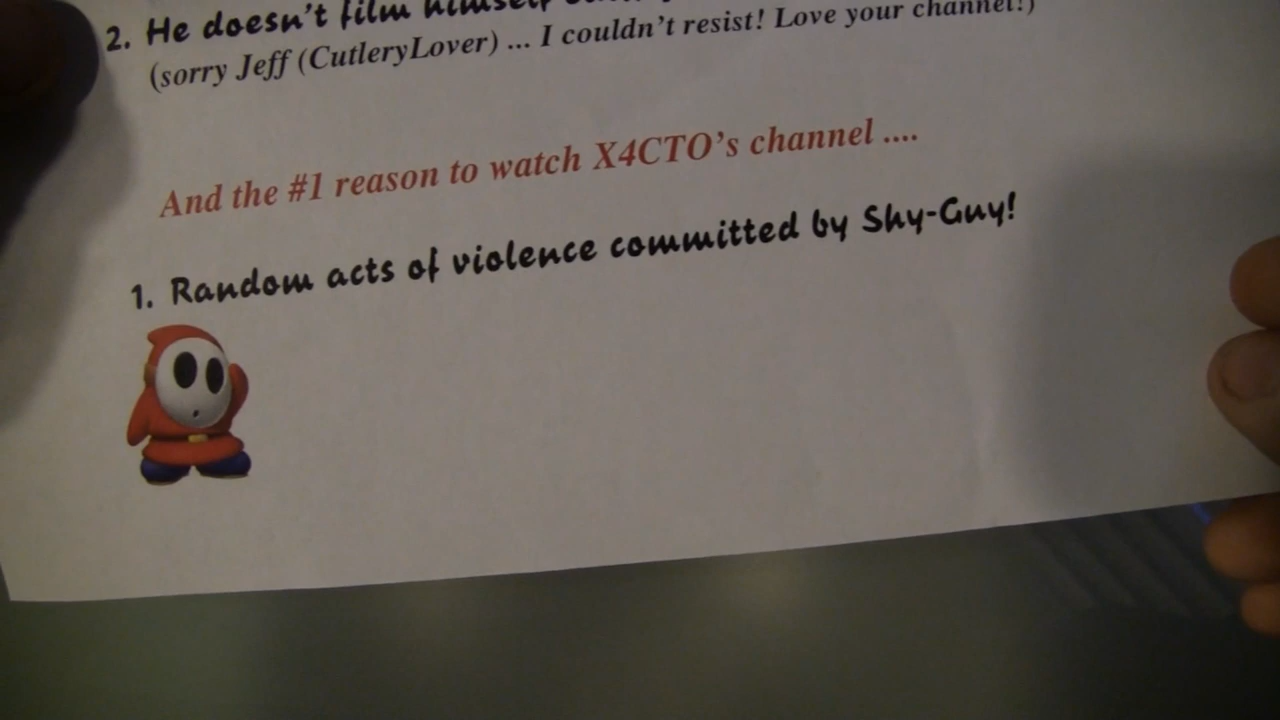 2. He doesn't film himself
(sorry Jeff (CutleryLover) ... I couldn't resist! Love your channel!)
And the #1 reason to watch X4CTO's channel ....
1. Random acts of violence committed by Shy-Guy!